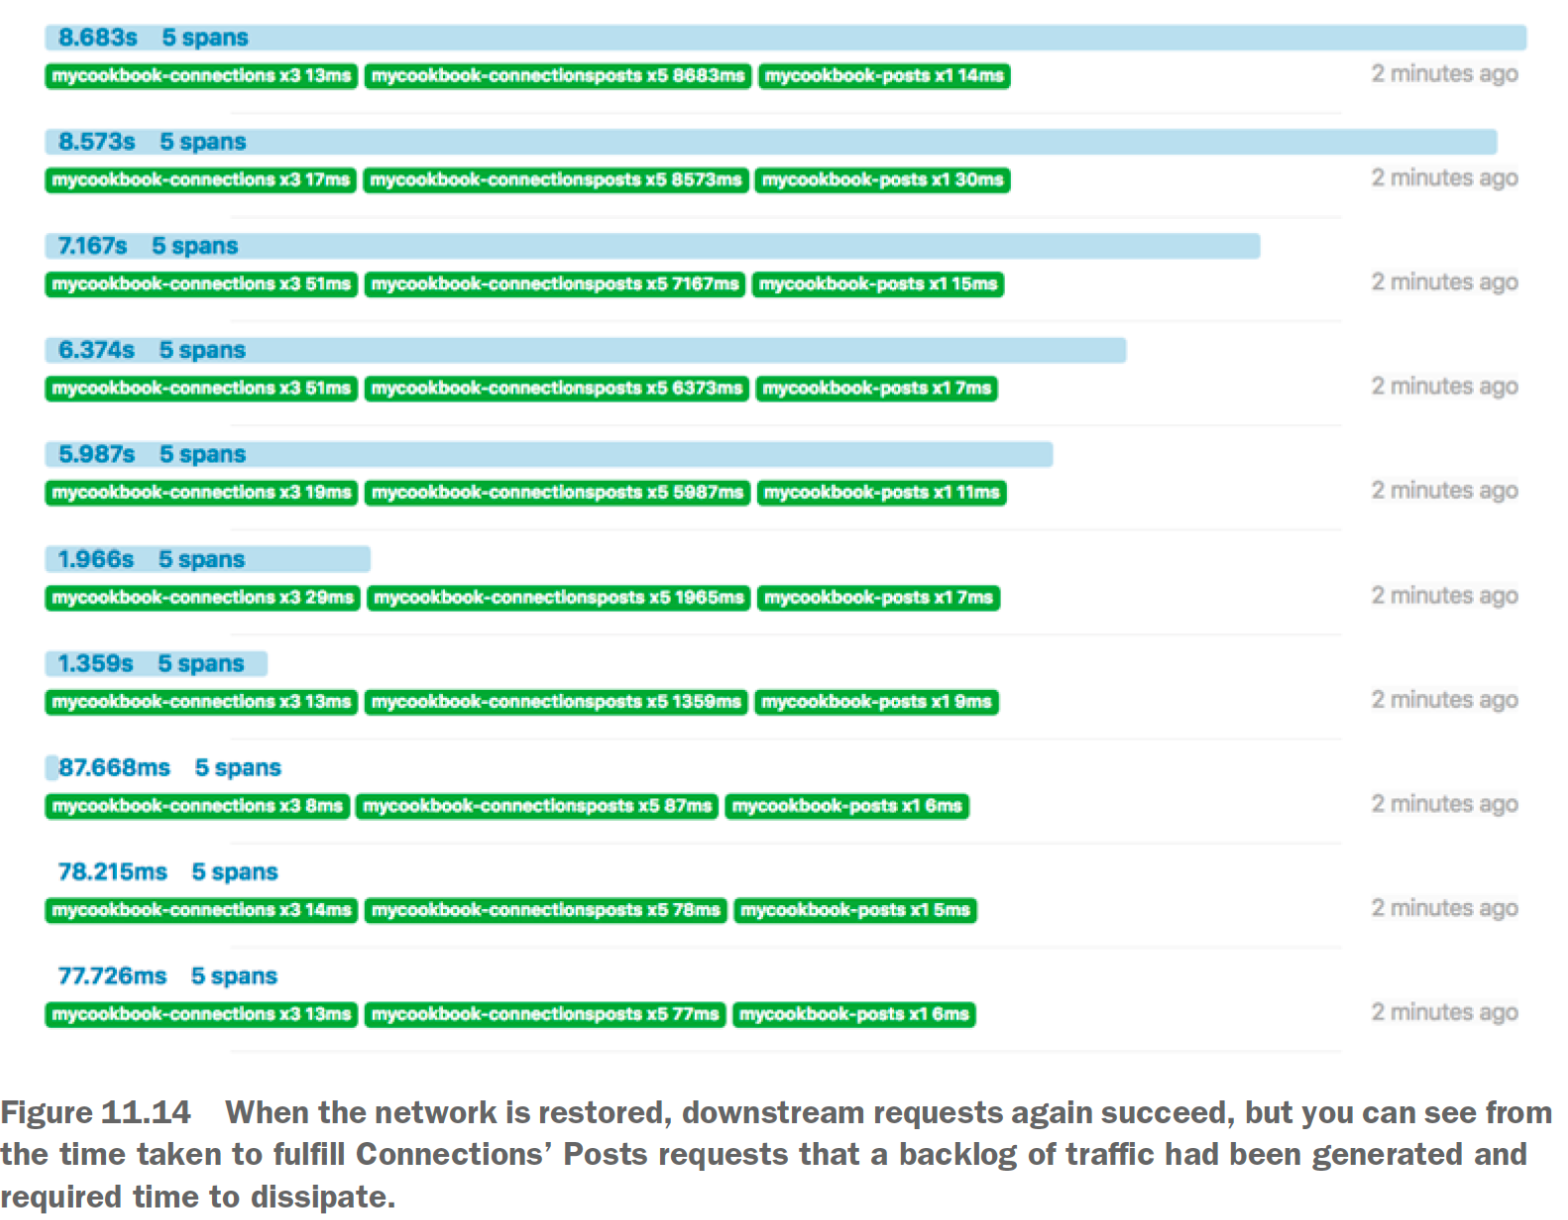 8.683s 5 spans
mycookbook-connections x3 13ms mycookbook-connectionsposts x5 8683ms mycookbook-posts x1 14ms 2 minutes ago
8.573s 5 spans
mycookbook-connections x3 17ms mycookbook-connectionsposts x5 8573ms mycookbook-posts x1 30ms 2 minutes ago
7.167s 5 spans
mycookbook-connections x3 51ms mycookbook-connectionsposts x5 7167ms mycookbook-posts x1 15ms 2 minutes ago
6.374s 5 spans
mycookbook-connections x3 51ms mycookbook-connectionsposts x5 6373ms mycookbook-posts x1 7ms 2 minutes ago
5.987s 5 spans
mycookbook-connections x3 19ms mycookbook-connectionsposts x5 5987ms mycookbook-posts x1 11ms 2 minutes ago
1.966s 5 spans
mycookbook-connections x3 29ms mycookbook-connectionsposts x5 1965ms mycookbook-posts x1 7ms 2 minutes ago
1.359s 5 spans
mycookbook-connections x3 13ms mycookbook-connectionsposts x5 1359ms mycookbook-posts x1 9ms 2 minutes ago
87.668ms 5 spans
mycookbook-connections x3 8ms mycookbook-connectionsposts x5 87ms mycookbook-posts x1 6ms 2 minutes ago
78.215ms 5 spans
mycookbook-connections x3 14ms mycookbook-connectionsposts x5 78ms mycookbook-posts x1 5ms 2 minutes ago
77.726ms 5 spans
mycookbook-connections x3 13ms mycookbook-connectionsposts x5 77ms mycookbook-posts x1 6ms 2 minutes ago
Figure 11.14 When the network is restored, downstream requests again succeed, but you can see from
the time taken to fulfill Connections’ Posts requests that a backlog of traffic had been generated and
required time to dissipate.